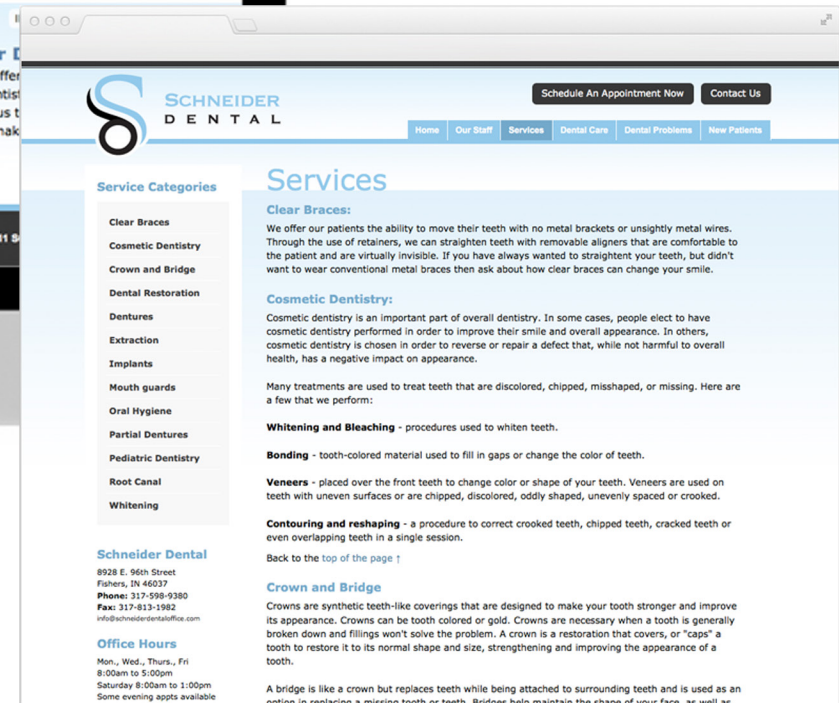 SCHNEIDER
DENTAL
Schedule An Appointment Now
Contact Us
Home
Our Staff
Services
Dental Care
Dental Problems
New Patients
Service Categories
Clear Braces
Cosmetic Dentistry
Crown and Bridge
Dental Restoration
Dentures
Extraction
Implants
Mouth guards
Oral Hygiene
Partial Dentures
Pediatric Dentistry
Root Canal
Whitening
Schneider Dental
8928 E. 96th Street
Fishers, IN 46037
Phone: 317-598-9380
Fax: 317-813-1982
info@schneiderdentaloffice.com
Office Hours
Mon., Wed., Thurs., Fri
8:00am to 5:00pm
Saturday 8:00am to 1:00pm
Some evening appts available
Services
Clear Braces:
We offer our patients the ability to move their teeth with no metal brackets or unsightly metal wires.
Through the use of retainers, we can straighten teeth with removable aligners that are comfortable to
the patient and are virtually invisible. If you have always wanted to straightent your teeth, but didn't
want to wear conventional metal braces then ask about how clear braces can change your smile.
Cosmetic Dentistry:
Cosmetic dentistry is an important part of overall dentistry. In some cases, people elect to have
cosmetic dentistry performed in order to improve their smile and overall appearance. In others,
cosmetic dentistry is chosen in order to reverse or repair a defect that, while not harmful to overall
health, has a negative impact on appearance.
Many treatments are used to treat teeth that are discolored, chipped, misshaped, or missing. Here are
a few that we perform:
Whitening and Bleaching - procedures used to whiten teeth.
Bonding - tooth-colored material used to fill in gaps or change the color of teeth.
Veneers - placed over the front teeth to change color or shape of your teeth. Veneers are used on
teeth with uneven surfaces or are chipped, discolored, oddly shaped, unevenly spaced or crooked.
Contouring and reshaping - a procedure to correct crooked teeth, chipped teeth, cracked teeth or
even overlapping teeth in a single session.
Back to the top of the page ↑
Crown and Bridge
Crowns are synthetic teeth-like coverings that are designed to make your tooth stronger and improve
its appearance. Crowns can be tooth colored or gold. Crowns are necessary when a tooth is generally
broken down and fillings won't solve the problem. A crown is a restoration that covers, or "caps" a
tooth to restore it to its normal shape and size, strengthening and improving the appearance of a
tooth.
A bridge is like a crown but replaces teeth while being attached to surrounding teeth and is used as an
option in replacing a missing tooth or teeth. Bridges help maintain the shape of your face, as well as